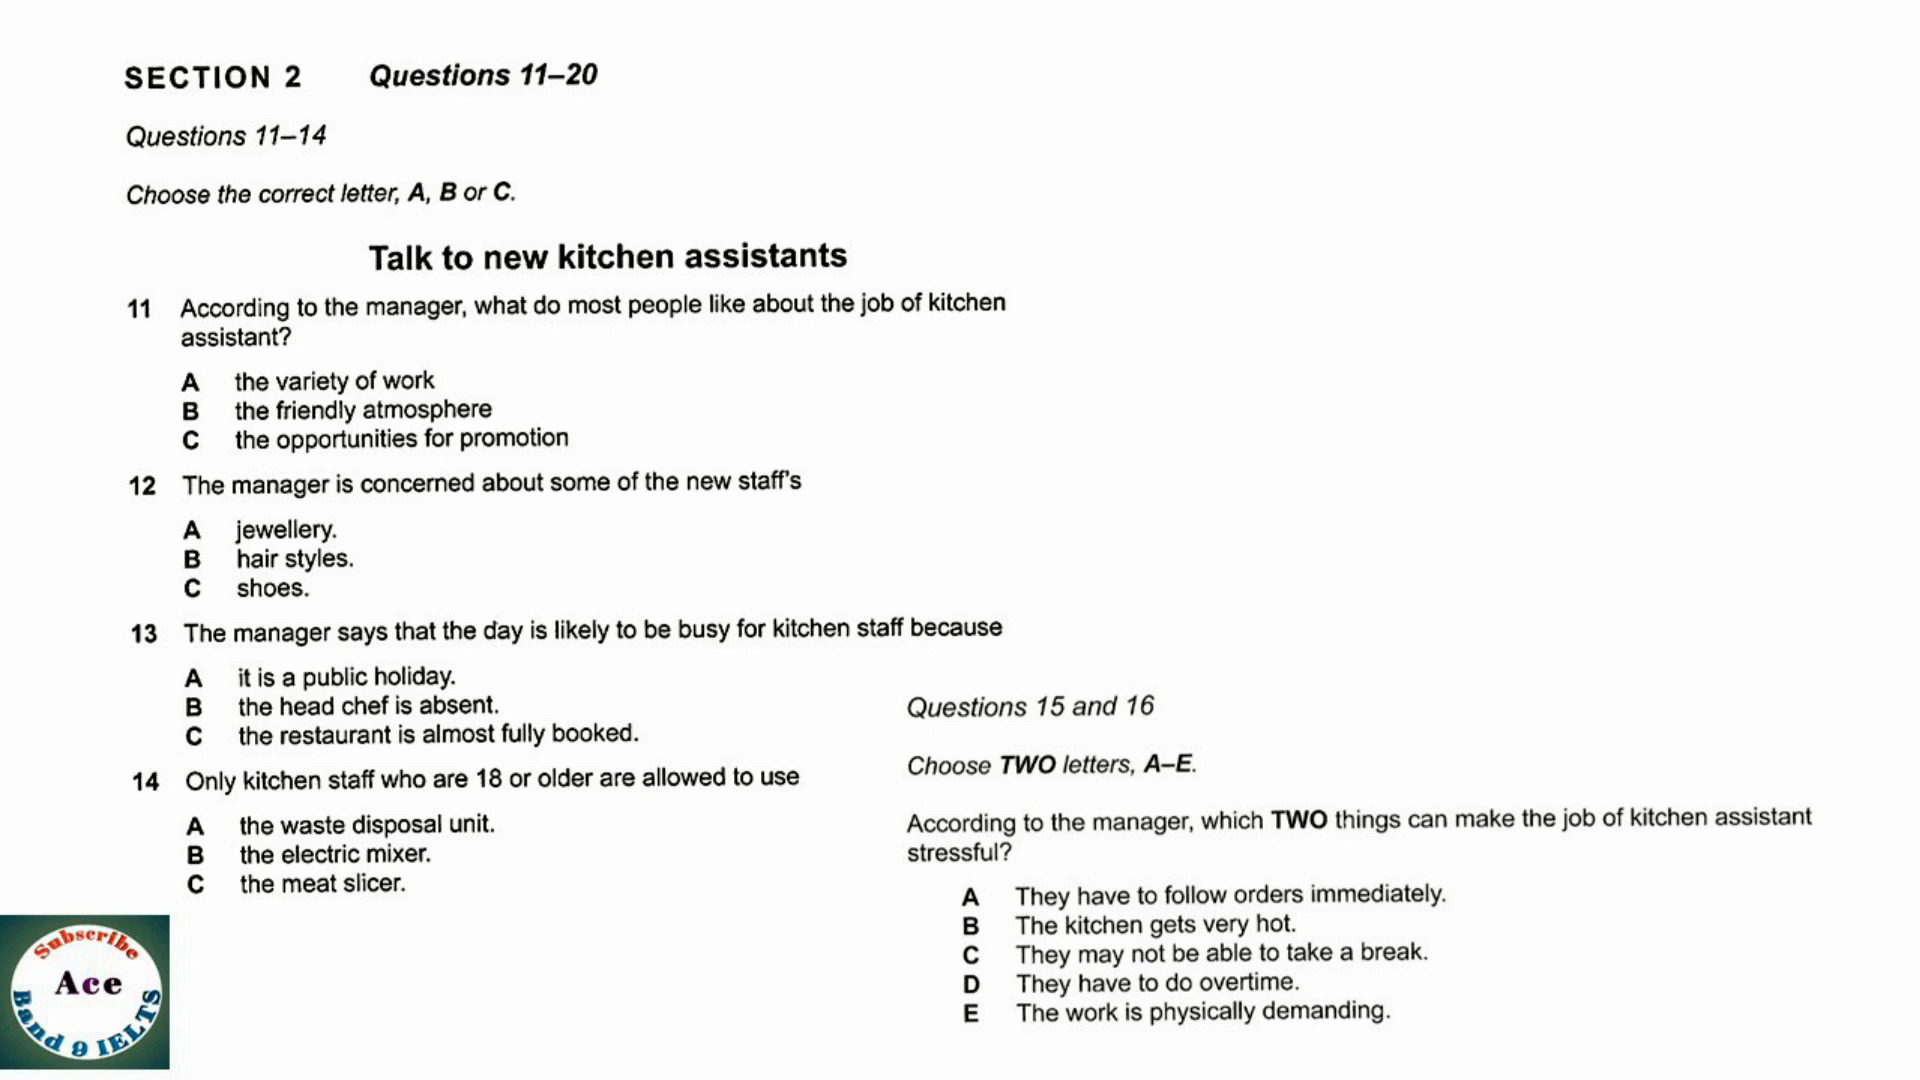 SECTION 2 Questions 11–20
Questions 11–14
Choose the correct letter, A, B or C.
Talk to new kitchen assistants
11 According to the manager, what do most people like about the job of kitchen
assistant?
A the variety of work
B the friendly atmosphere
C the opportunities for promotion
12 The manager is concerned about some of the new staff's
A jewellery.
B hair styles.
C shoes.
13 The manager says that the day is likely to be busy for kitchen staff because
A it is a public holiday.
B the head chef is absent.
C the restaurant is almost fully booked.
14 Only kitchen staff who are 18 or older are allowed to use
A the waste disposal unit.
B the electric mixer.
C the meat slicer.
Questions 15 and 16
Choose TWO letters, A–E.
According to the manager, which TWO things can make the job of kitchen assistant
stressful?
A They have to follow orders immediately.
B The kitchen gets very hot.
C They may not be able to take a break.
D They have to do overtime.
E The work is physically demanding.
Subscribe
Ace
Band 9 IELTS